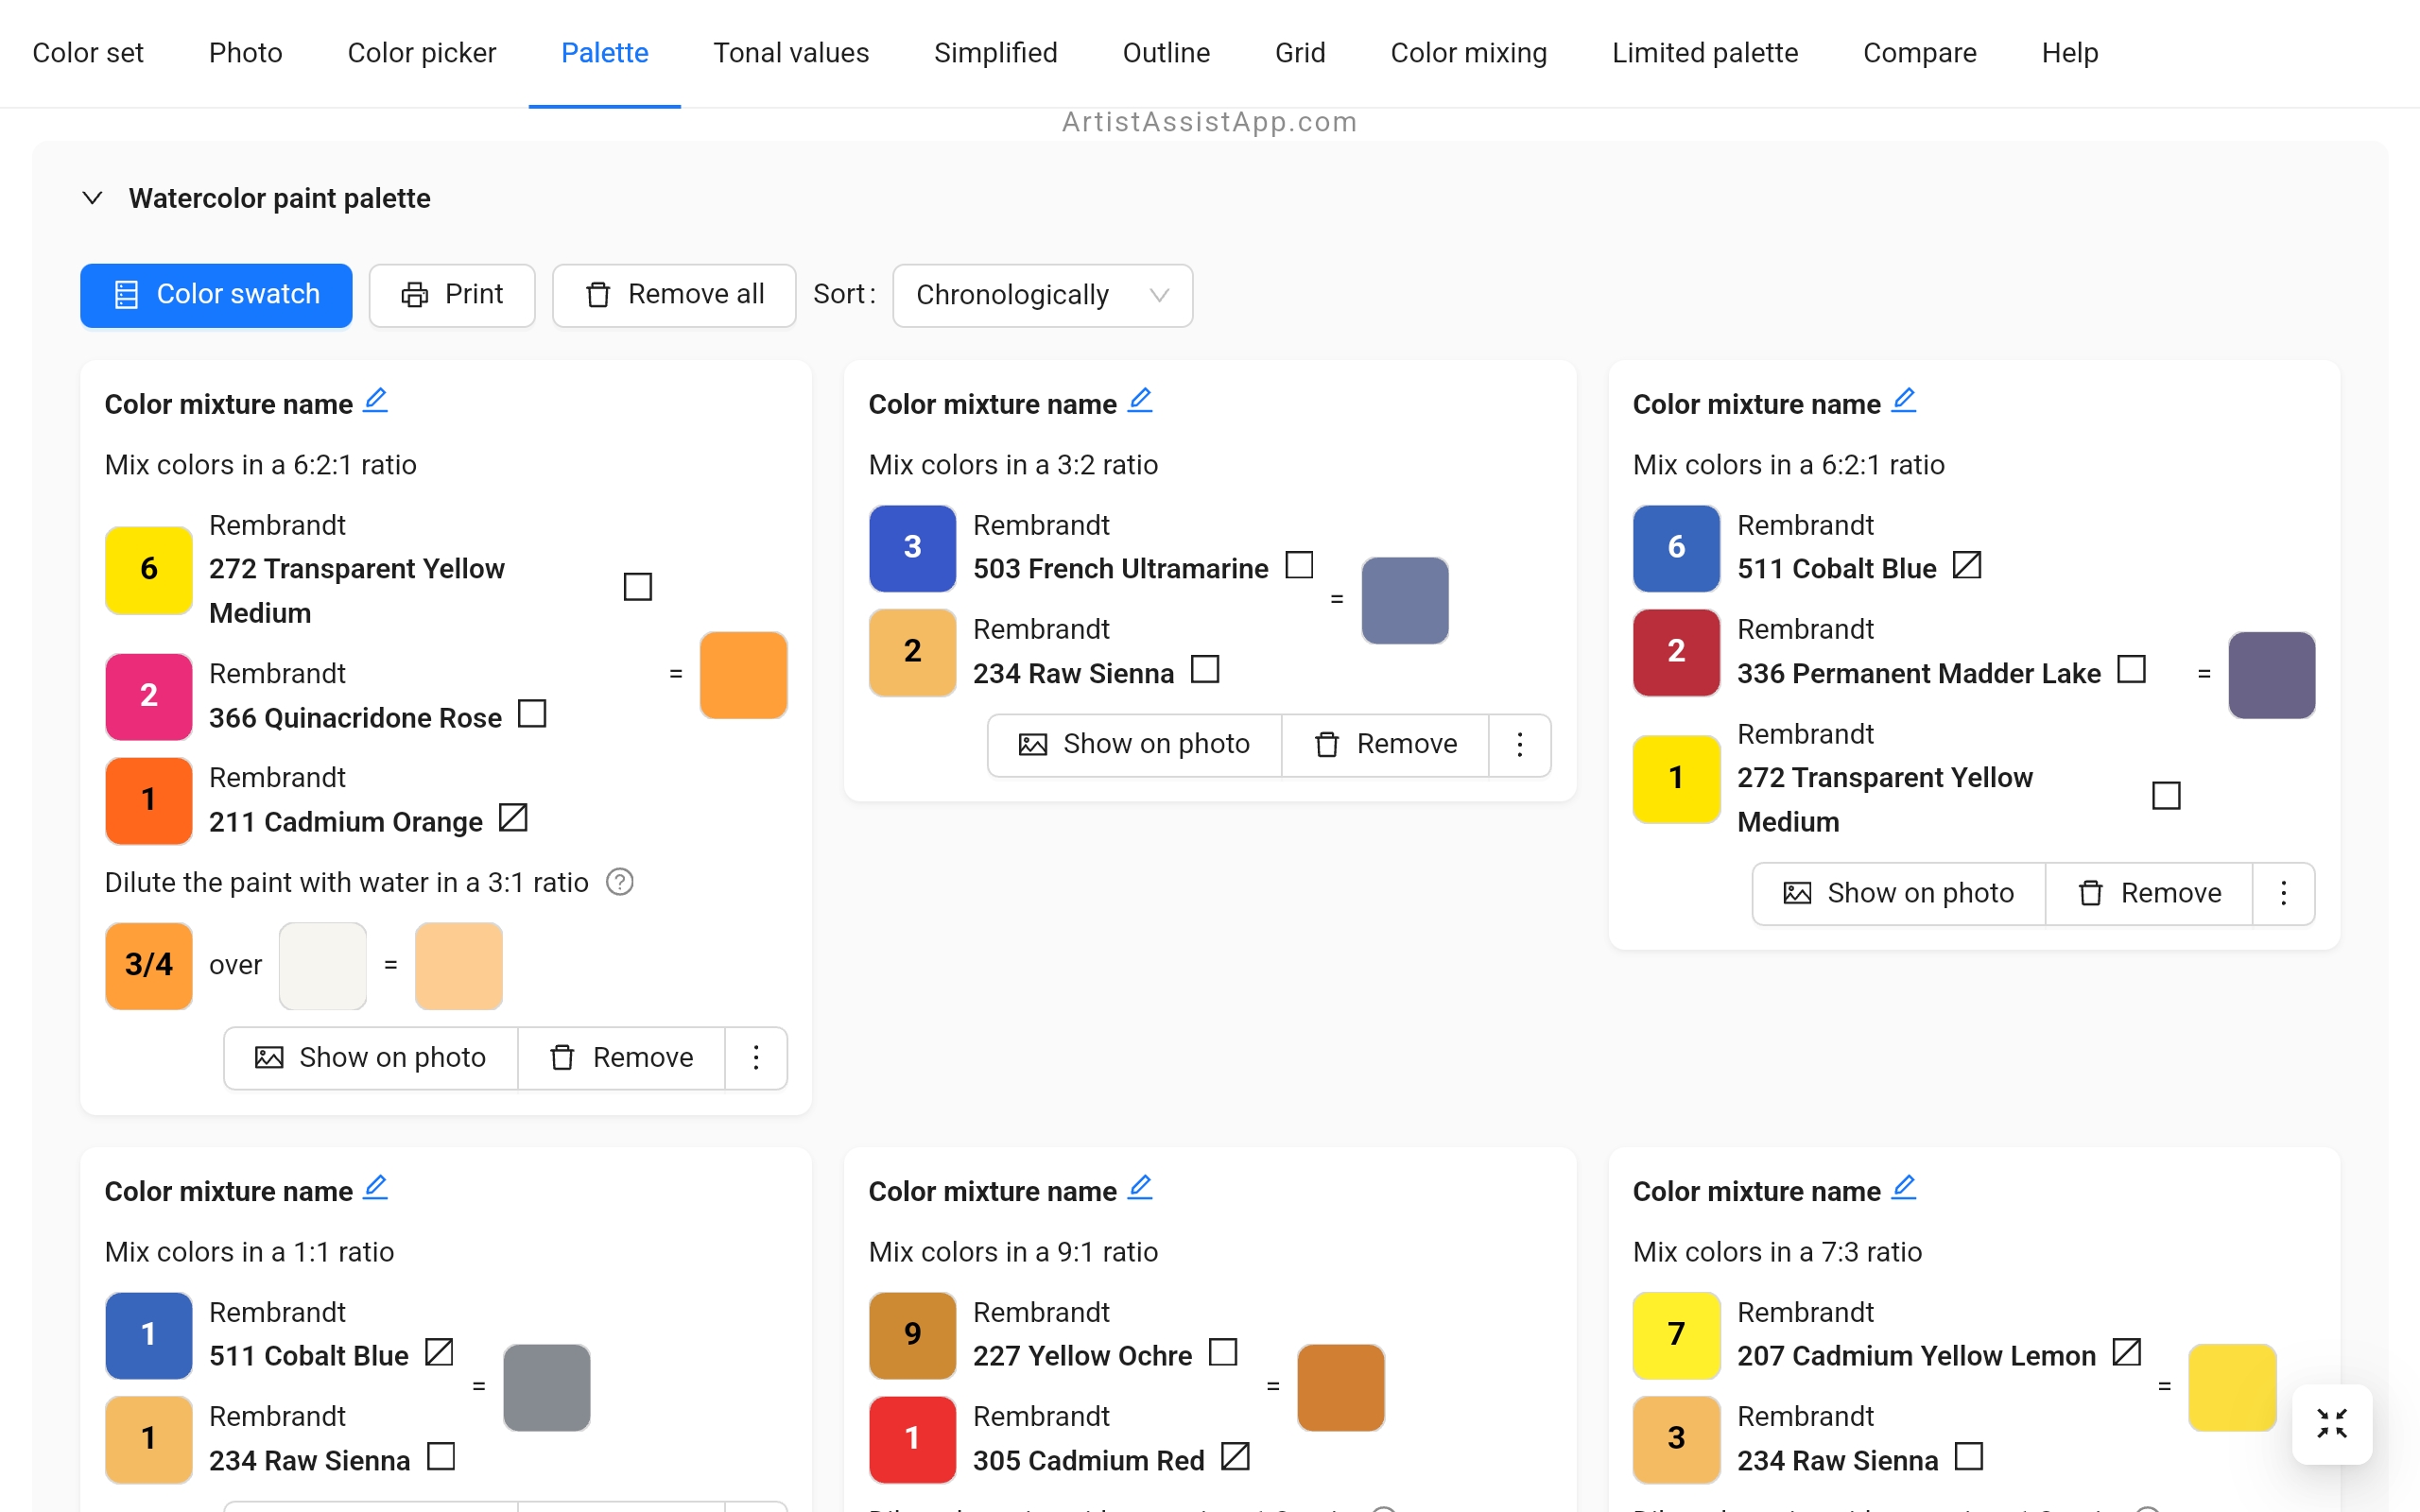 Color set Photo Color picker Palette Tonal values Simplified Outline Grid Color mixing Limited palette Compare Help
ArtistAssistApp.com
Watercolor paint palette
Color swatch Print Remove all Sort: Chronologically
Color mixture name
Mix colors in a 6:2:1 ratio
6
Rembrandt
272 Transparent Yellow
Medium
2
Rembrandt
366 Quinacridone Rose
=
1
Rembrandt
211 Cadmium Orange
Dilute the paint with water in a 3:1 ratio ?
3/4 over =
Show on photo Remove
Color mixture name
Mix colors in a 3:2 ratio
3
Rembrandt
503 French Ultramarine
=
2
Rembrandt
234 Raw Sienna
Show on photo Remove
Color mixture name
Mix colors in a 6:2:1 ratio
6
Rembrandt
511 Cobalt Blue
2
Rembrandt
336 Permanent Madder Lake
=
1
Rembrandt
272 Transparent Yellow
Medium
Show on photo Remove
Color mixture name
Mix colors in a 1:1 ratio
1
Rembrandt
511 Cobalt Blue
=
1
Rembrandt
234 Raw Sienna
Color mixture name
Mix colors in a 9:1 ratio
9
Rembrandt
227 Yellow Ochre
=
1
Rembrandt
305 Cadmium Red
Color mixture name
Mix colors in a 7:3 ratio
7
Rembrandt
207 Cadmium Yellow Lemon
=
3
Rembrandt
234 Raw Sienna